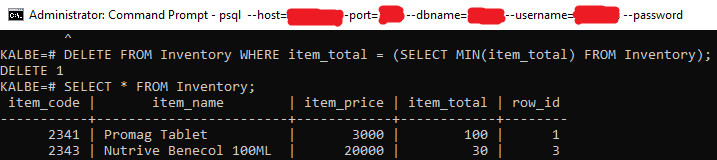 Administrator: Command Prompt - psql --host= -port= --dbname= --username= --password
^
KALBE=# DELETE FROM Inventory WHERE item_total = (SELECT MIN(item_total) FROM Inventory);
DELETE 1
KALBE=# SELECT * FROM Inventory;
item_code | item_name | item_price | item_total | row_id
-----------+------------------------+------------+------------+--------
2341 | Promag Tablet | 3000 | 100 | 1
2343 | Nutrive Benecol 100ML | 20000 | 30 | 3